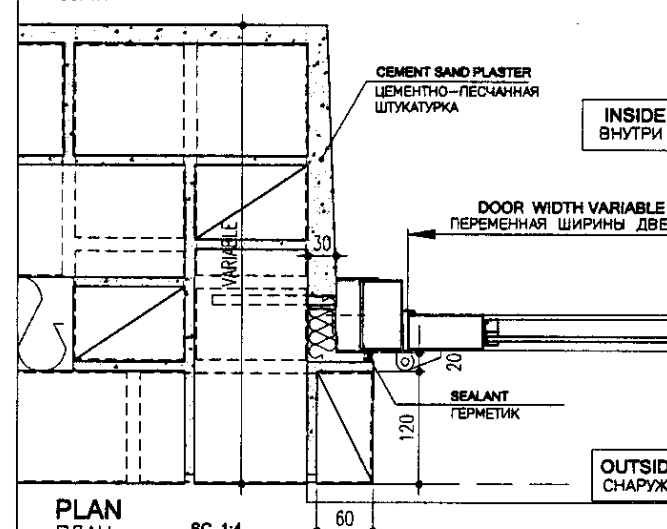 CEMENT SAND PLASTER
ЦЕМЕНТНО-ПЕСЧАННАЯ
ШТУКАТУРКА
INSIDE
ВНУТРИ
DOOR WIDTH VARIABLE
ПЕРЕМЕННАЯ ШИРИНЫ ДВЕ
VARIABLE
30
20
SEALANT
ГЕРМЕТИК
120
OUTSID
СНАРУЖ
PLAN
ПЛАН
SC 1:4
60